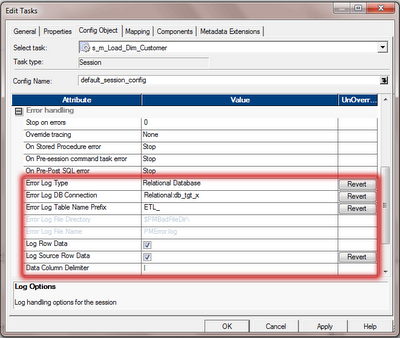 Edit Tasks
General Properties Config Object Mapping Components Metadata Extensions
Select task: s_m_Load_Dim_Customer
Task type: Session
Config Name: default_session_config
Attribute Value UnOverr...
Error handling
Stop on errors 0
Override tracing None
On Stored Procedure error Stop
On Pre-session command task error Stop
On Pre-Post SQL error Stop
Error Log Type Relational Database Revert
Error Log DB Connection Relational:db_tgt_x Revert
Error Log Table Name Prefix ETL_ Revert
Error Log File Directory $PMBadFileDir\
Error Log File Name PMError.log
Log Row Data
Log Source Row Data Revert
Data Column Delimiter |
Log Options
Log handling options for the session
OK Cancel Apply Help